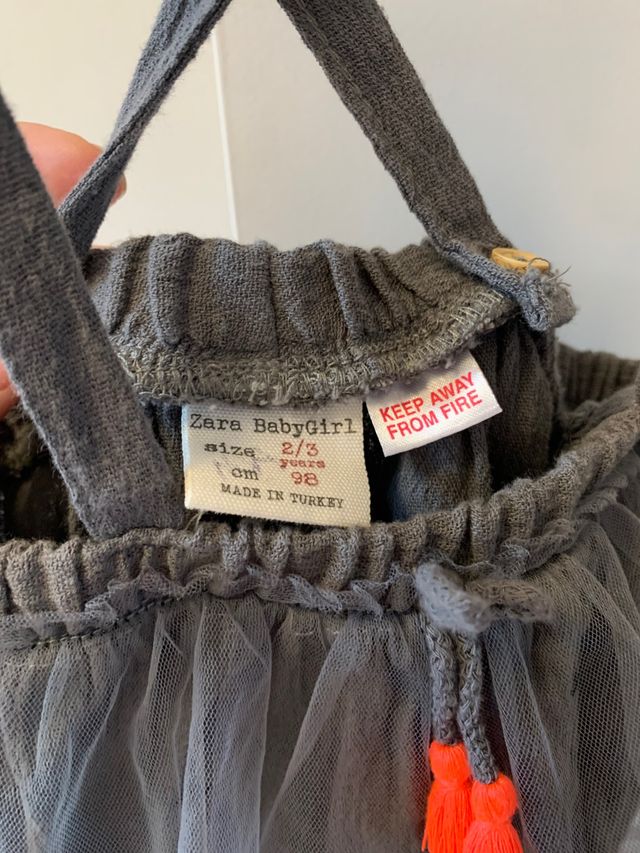 Zara BabyGirl
size 2/3
years
cm 98
MADE IN TURKEY
KEEP AWAY
FROM FIRE